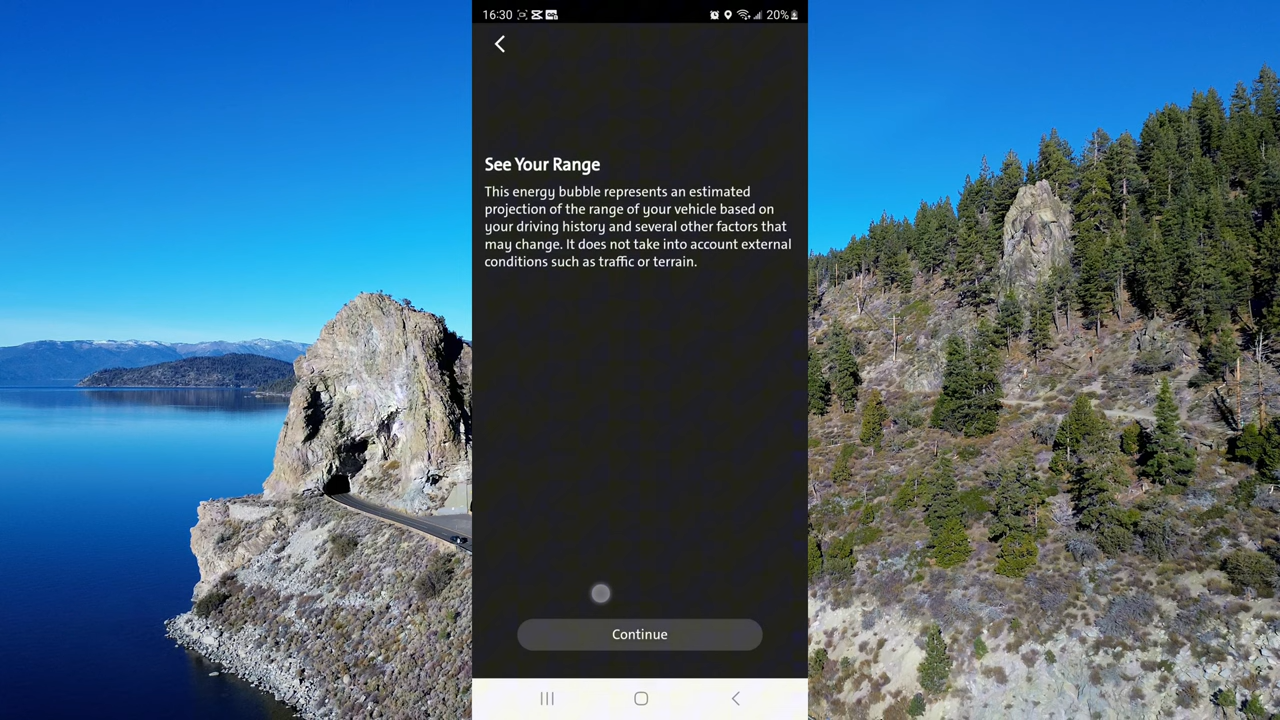 16:30
20%
See Your Range
This energy bubble represents an estimated
projection of the range of your vehicle based on
your driving history and several other factors that
may change. It does not take into account external
conditions such as traffic or terrain.
Continue